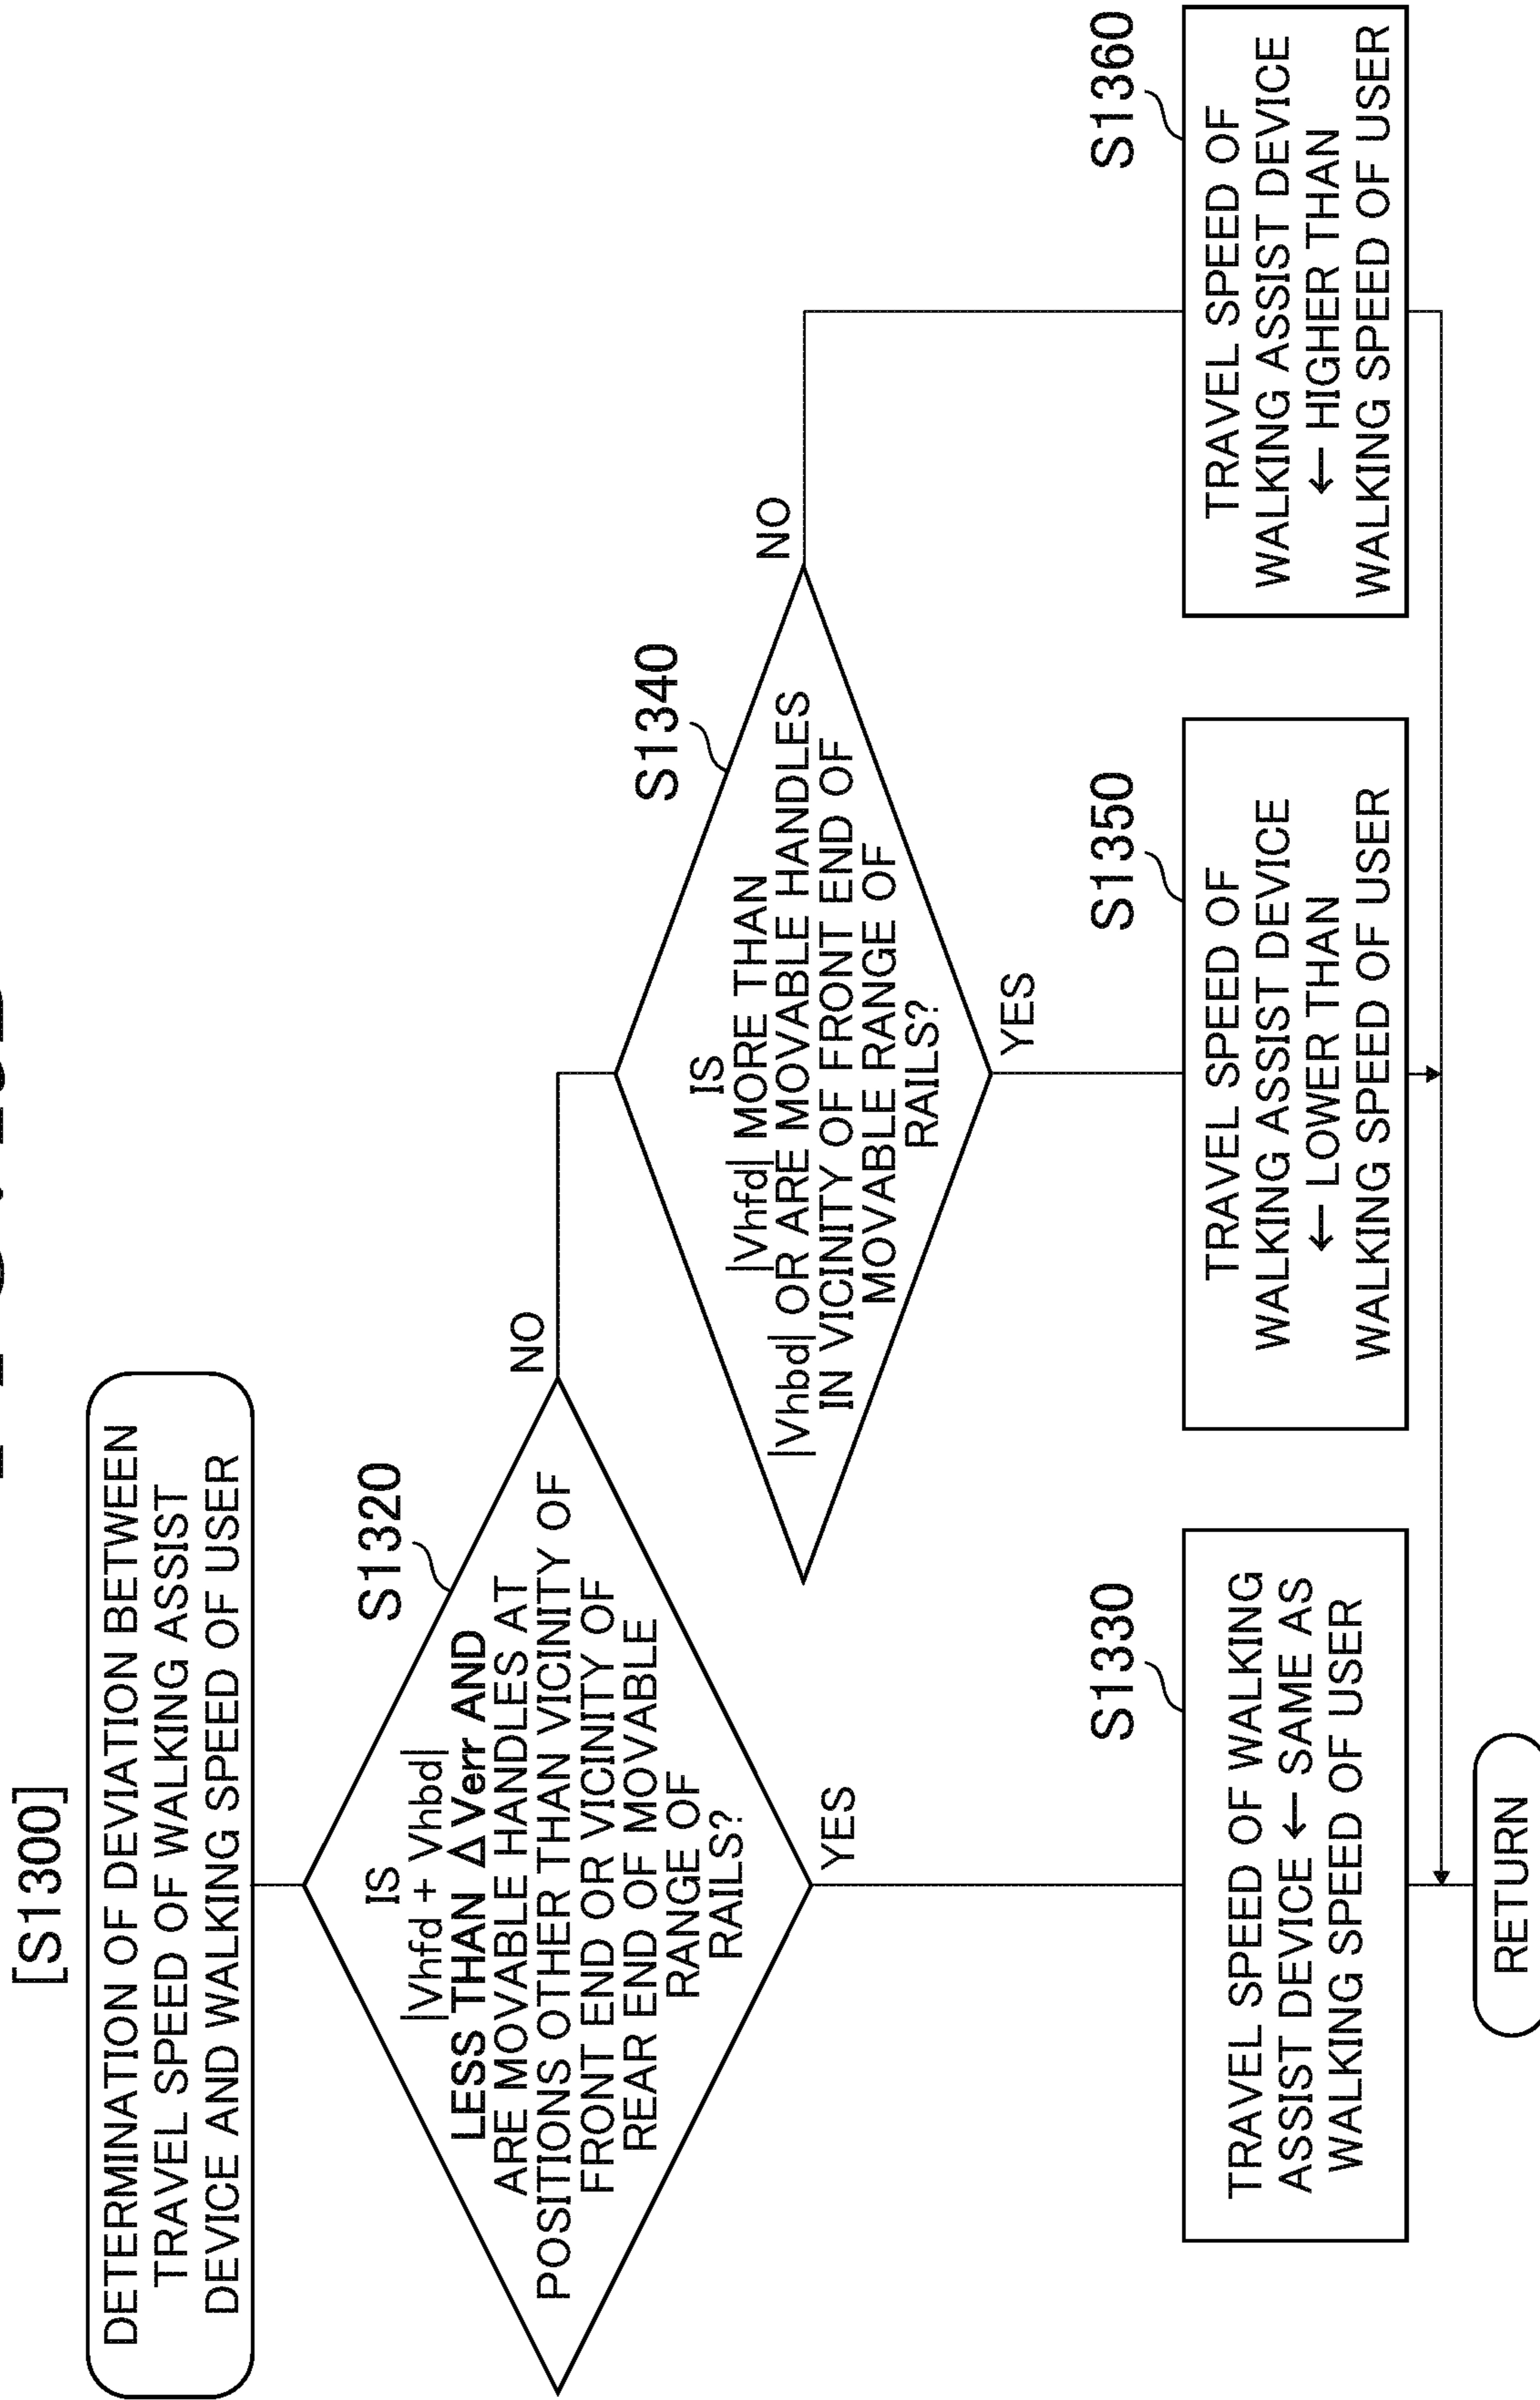 [S1300]
DETERMINATION OF DEVIATION BETWEEN
TRAVEL SPEED OF WALKING ASSIST
DEVICE AND WALKING SPEED OF USER
S1320
IS
|Vhfd + Vhbd|
LESS THAN ΔVerr AND
ARE MOVABLE HANDLES AT
POSITIONS OTHER THAN VICINITY OF
FRONT END OR VICINITY OF
REAR END OF MOVABLE
RANGE OF
RAILS?
NO
YES
S1340
IS
|Vhfd| MORE THAN
|Vhbd| OR ARE MOVABLE HANDLES
IN VICINITY OF FRONT END OF
MOVABLE RANGE OF
RAILS?
NO
YES
S1330
TRAVEL SPEED OF WALKING
ASSIST DEVICE ← SAME AS
WALKING SPEED OF USER
S1350
TRAVEL SPEED OF
WALKING ASSIST DEVICE
← LOWER THAN
WALKING SPEED OF USER
S1360
TRAVEL SPEED OF
WALKING ASSIST DEVICE
← HIGHER THAN
WALKING SPEED OF USER
RETURN